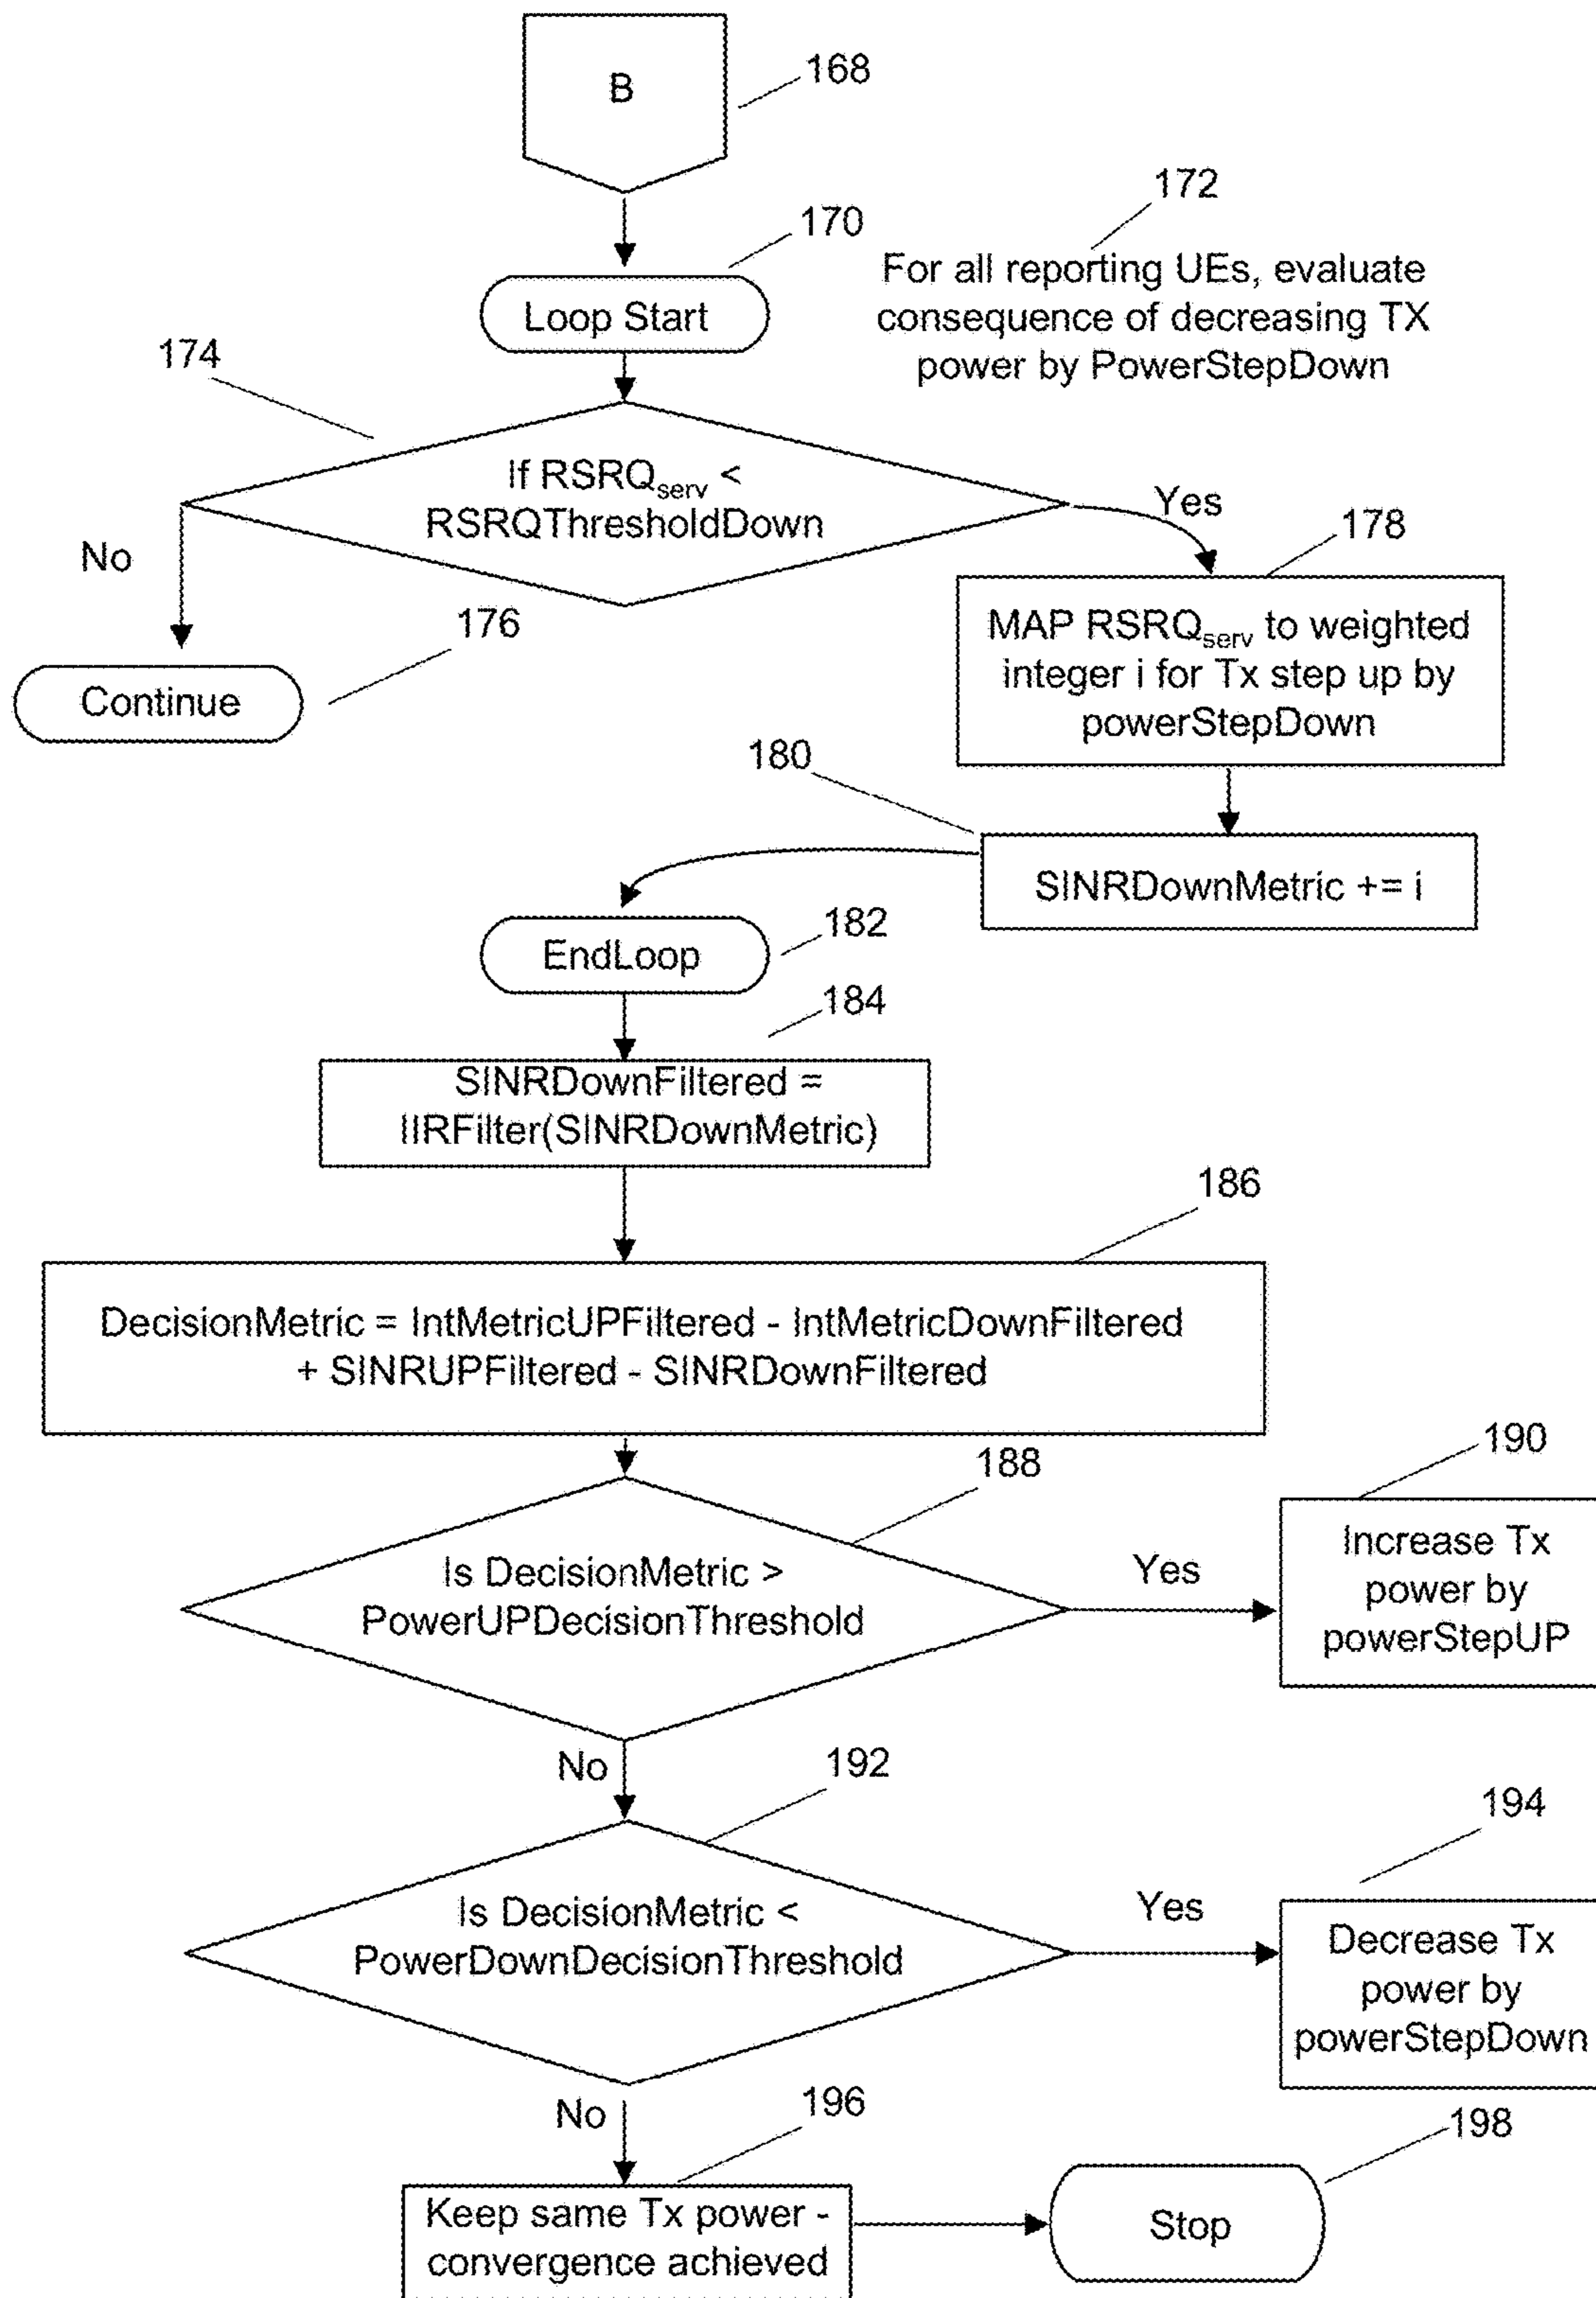 B
168
170
172
Loop Start
For all reporting UEs, evaluate
consequence of decreasing TX
power by PowerStepDown
174
If RSRQserv <
RSRQThresholdDown
Yes
No
178
176
Continue
MAP RSRQserv to weighted
integer i for Tx step up by
powerStepDown
180
SINRDownMetric += i
182
EndLoop
184
SINRDownFiltered =
IIRFilter(SINRDownMetric)
186
DecisionMetric = IntMetricUPFiltered - IntMetricDownFiltered
+ SINRUPFiltered - SINRDownFiltered
188
190
Is DecisionMetric >
PowerUPDecisionThreshold
Yes
Increase Tx
power by
powerStepUP
No
192
194
Is DecisionMetric <
PowerDownDecisionThreshold
Yes
Decrease Tx
power by
powerStepDown
No
196
198
Keep same Tx power -
convergence achieved
Stop